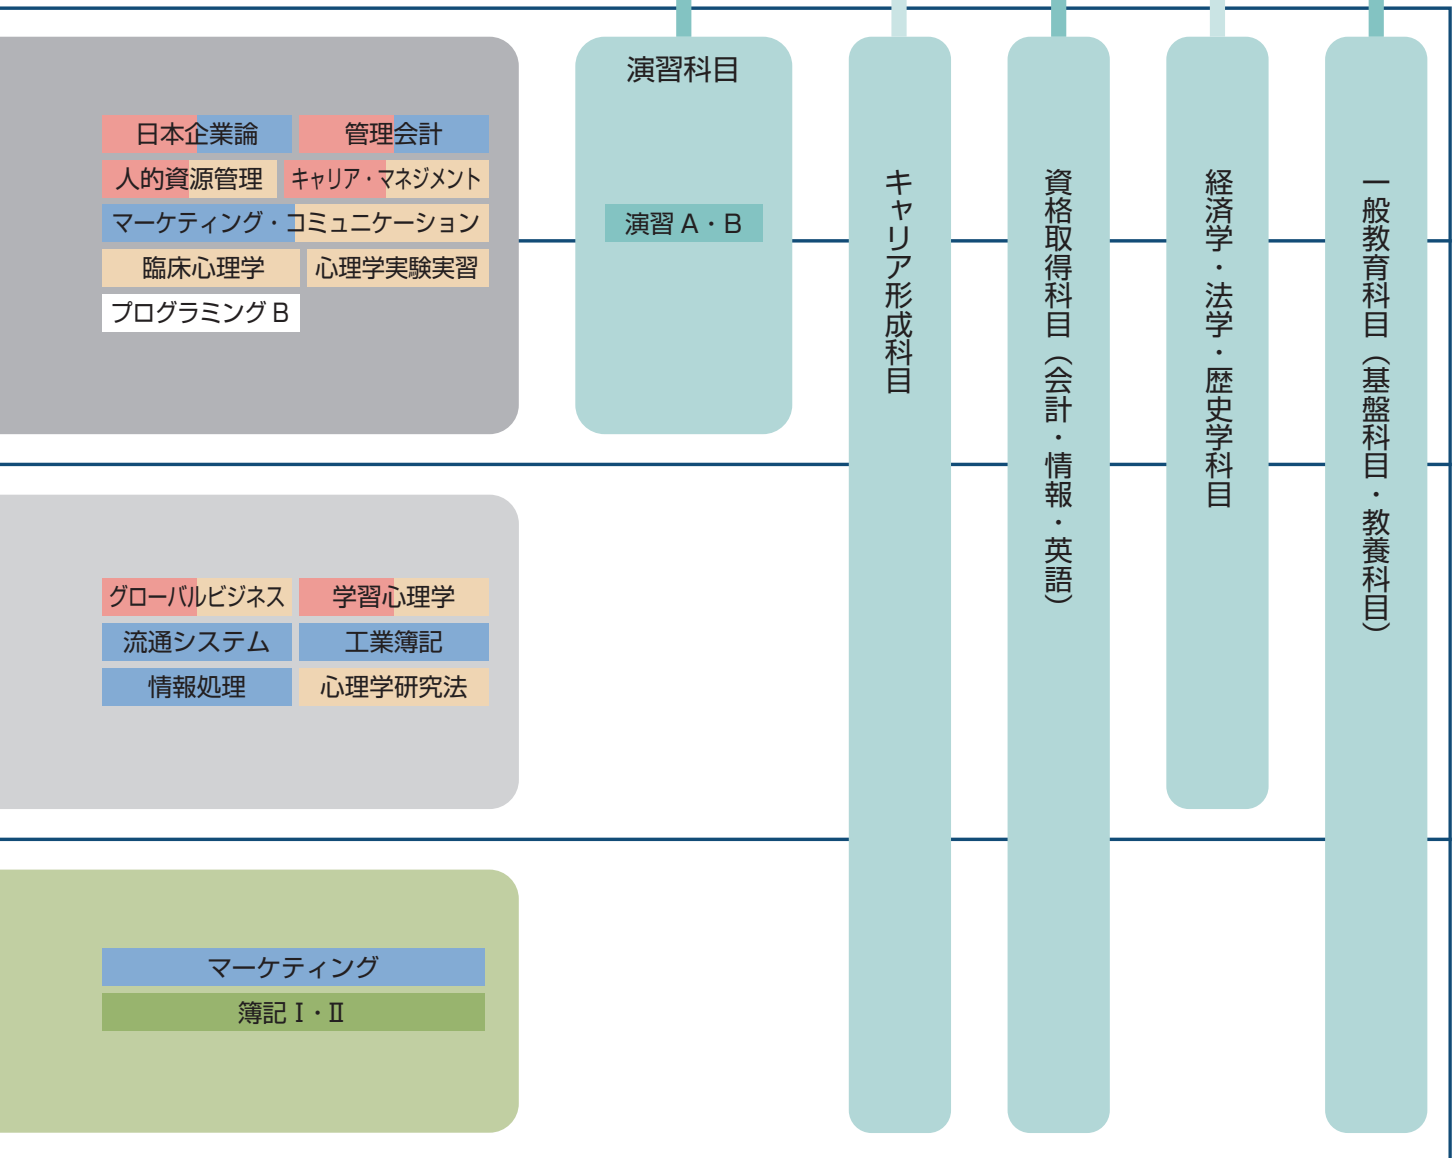 日本企業論
管理会計
人的資源管理
キャリア・マネジメント
マーケティング・コミュニケーション
臨床心理学
心理学実験実習
プログラミング B
演習科目
演習 A・B
グローバルビジネス
学習心理学
流通システム
工業簿記
情報処理
心理学研究法
マーケティング
簿記 Ⅰ・Ⅱ
キャリア形成科目
資格取得科目（会計・情報・英語）
経済学・法学・歴史学科目
一般教育科目（基盤科目・教養科目）